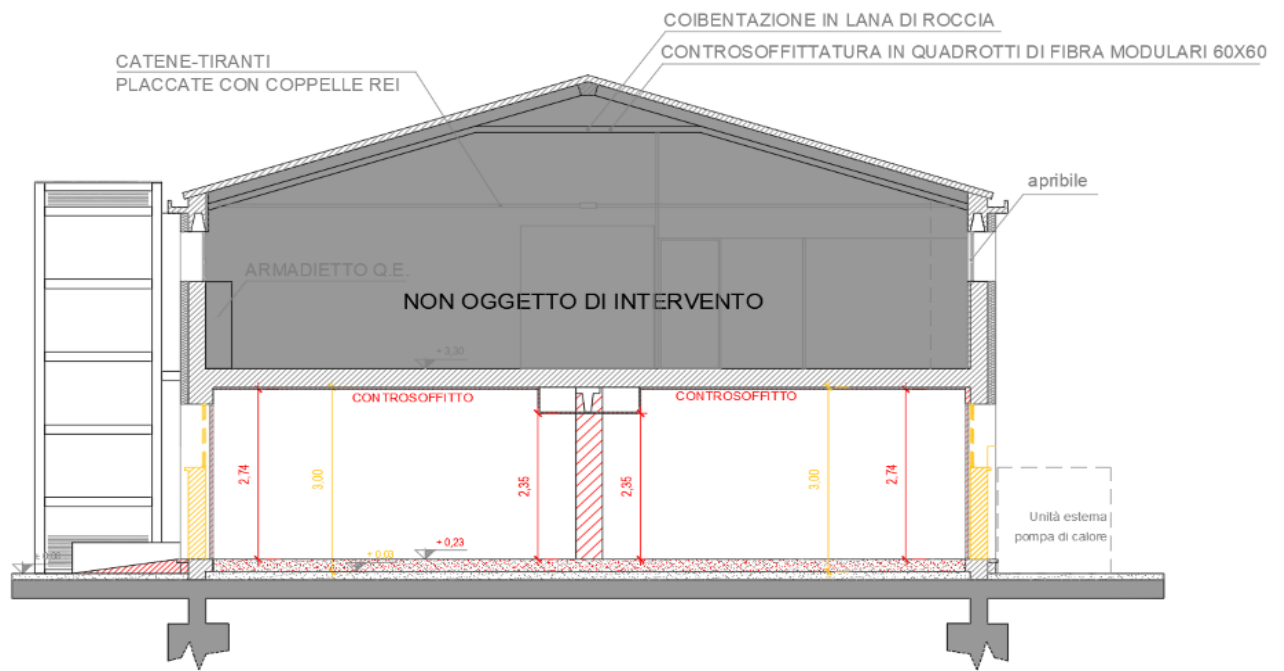 COIBENTAZIONE IN LANA DI ROCCIA
CONTROSOFFITTATURA IN QUADROTTI DI FIBRA MODULARI 60X60
CATENE-TIRANTI
PLACCATE CON COPPELLE REI
apribile
ARMADIETTO Q.E.
NON OGGETTO DI INTERVENTO
+ 3,30
CONTROSOFFITTO
CONTROSOFFITTO
2.74
3.00
2,35
2,35
3.00
2.74
Unità esterna
pompa di calore
+ 0,23
+ 0.03
± 0.00